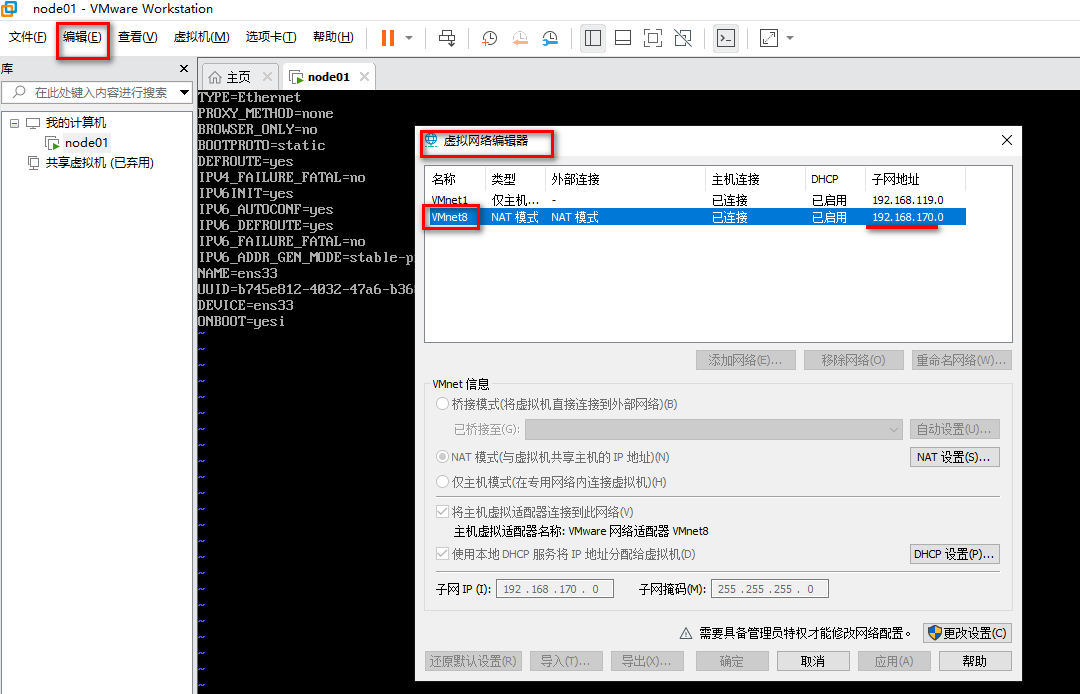 node01 - VMware Workstation
文件(F) 编辑(E) 查看(V) 虚拟机(M) 选项卡(T) 帮助(H)
库
在此处键入内容进行搜索
我的计算机
node01
共享虚拟机 (已弃用)
主页 node01
TYPE=Ethernet
PROXY_METHOD=none
BROWSER_ONLY=no
BOOTPROTO=static
DEFROUTE=yes
IPV4_FAILURE_FATAL=no
IPV6INIT=yes
IPV6_AUTOCONF=yes
IPV6_DEFROUTE=yes
IPV6_FAILURE_FATAL=no
IPV6_ADDR_GEN_MODE=stable-p
NAME=ens33
UUID=b745e812-4032-47a6-b36
DEVICE=ens33
ONBOOT=yesi
虚拟网络编辑器
名称 类型 外部连接 主机连接 DHCP 子网地址
VMnet1 仅主机... - 已连接 已启用 192.168.119.0
VMnet8 NAT 模式 NAT 模式 已连接 已启用 192.168.170.0
添加网络(E)... 移除网络(O) 重命名网络(W)...
VMnet 信息
桥接模式(将虚拟机直接连接到外部网络)(B)
已桥接至(G): 自动设置(U)...
NAT 模式(与虚拟机共享主机的 IP 地址)(N) NAT 设置(S)...
仅主机模式(在专用网络内连接虚拟机)(H)
将主机虚拟适配器连接到此网络(V)
主机虚拟适配器名称: VMware 网络适配器 VMnet8
使用本地 DHCP 服务将 IP 地址分配给虚拟机(D) DHCP 设置(P)...
子网 IP (I): 192 . 168 . 170 . 0 子网掩码(M): 255 . 255 . 255 . 0
需要具备管理员特权才能修改网络配置。 更改设置(C)
还原默认设置(R) 导入(T)... 导出(X)... 确定 取消 应用(A) 帮助